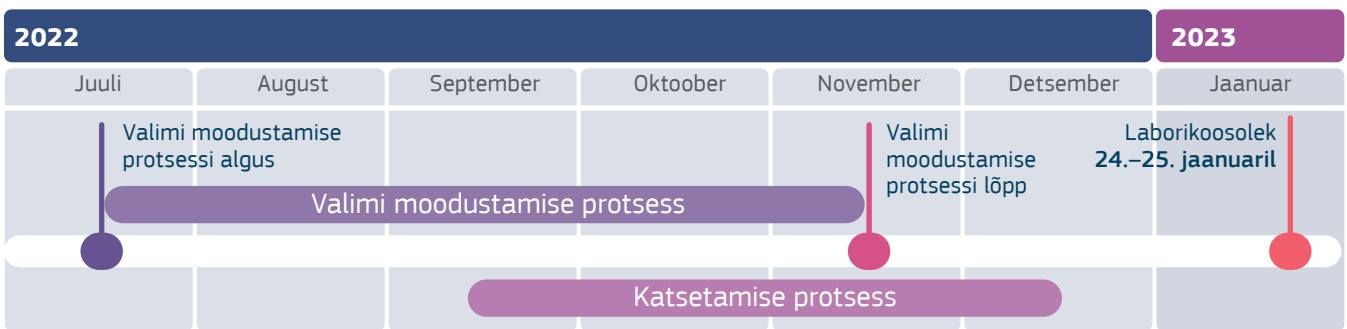 2022
2023
Juuli
August
September
Oktoober
November
Detsember
Jaanuar
Valimi moodustamise
protsessi algus
Valimi
moodustamise
protsessi lõpp
Laborikoosolek
24.–25. jaanuaril
Valimi moodustamise protsess
Katsetamise protsess